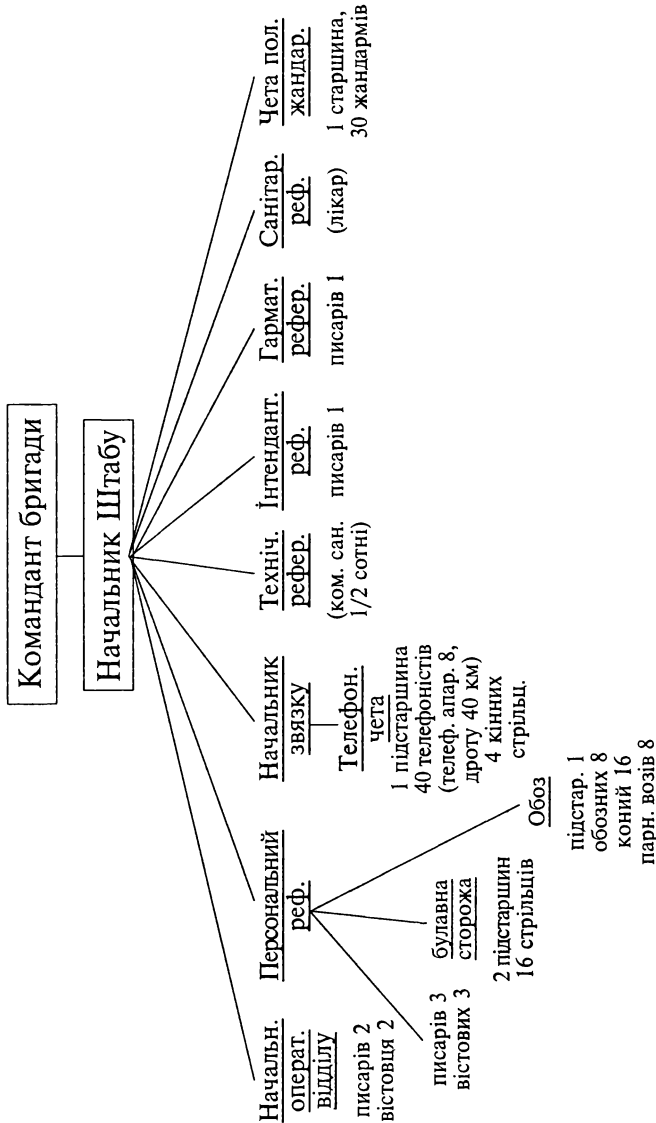 Командант бригади
Начальник Штабу
Начальн.
операт.
відділу
писарів 2
вістовця 2
Персональний
реф.
писарів 3
вістових 3
булавна
сторожа
2 підстаршин
16 стрільців
Обоз
підстар. 1
обозних 8
коний 16
парн. возів 8
Начальник
звязку
Телефон.
чета
1 підстаршина
40 телефоністів
(телеф. апар. 8,
дроту 40 км)
4 кінних
стрільц.
Техніч.
рефер.
(ком. сан.
1/2 сотні)
Інтендант.
реф.
писарів 1
Гармат.
рефер.
писарів 1
Санітар.
реф.
(лікар)
Чета пол.
жандар.
1 старшина,
30 жандармів